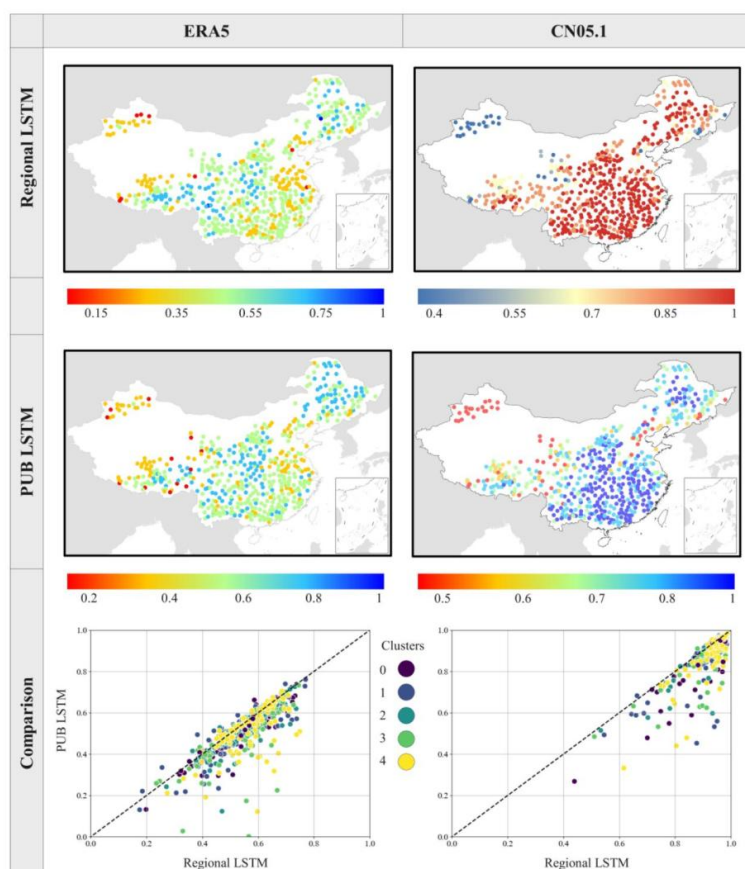 ERA5 CN05.1
Regional LSTM
0.15 0.35 0.55 0.75 1
0.4 0.55 0.7 0.85 1
PUB LSTM
0.2 0.4 0.6 0.8 1
0.5 0.6 0.7 0.8 1
Comparison
PUB LSTM
1.0
0.8
0.6
0.4
0.2
0.0
0.0 0.2 0.4 0.6 0.8 1.0
Regional LSTM
Clusters
0
1
2
3
4
1.0
0.8
0.6
0.4
0.2
0.0
0.0 0.2 0.4 0.6 0.8 1.0
Regional LSTM